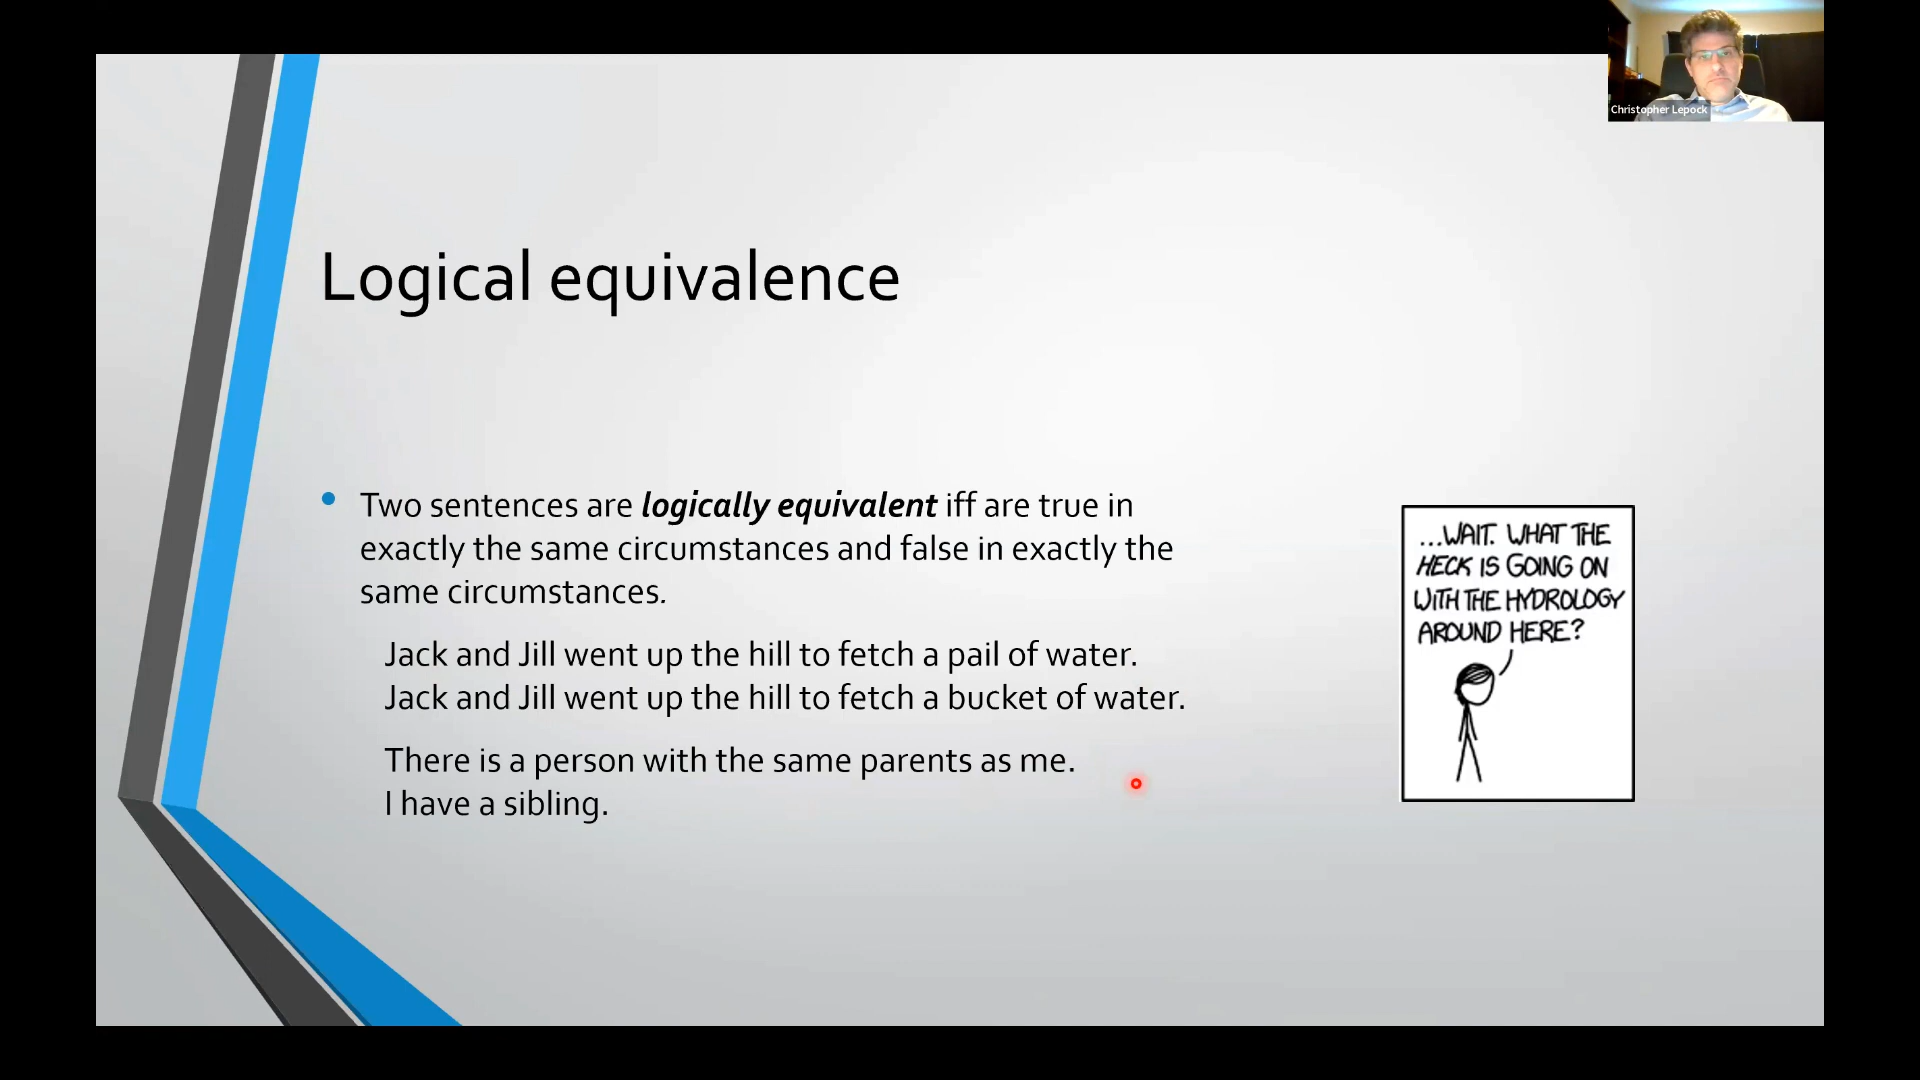 Christopher Lepock
Logical equivalence
Two sentences are logically equivalent iff are true in
exactly the same circumstances and false in exactly the
same circumstances.
Jack and Jill went up the hill to fetch a pail of water.
Jack and Jill went up the hill to fetch a bucket of water.
There is a person with the same parents as me.
I have a sibling.
...WAIT. WHAT THE
HECK IS GOING ON
WITH THE HYDROLOGY
AROUND HERE?